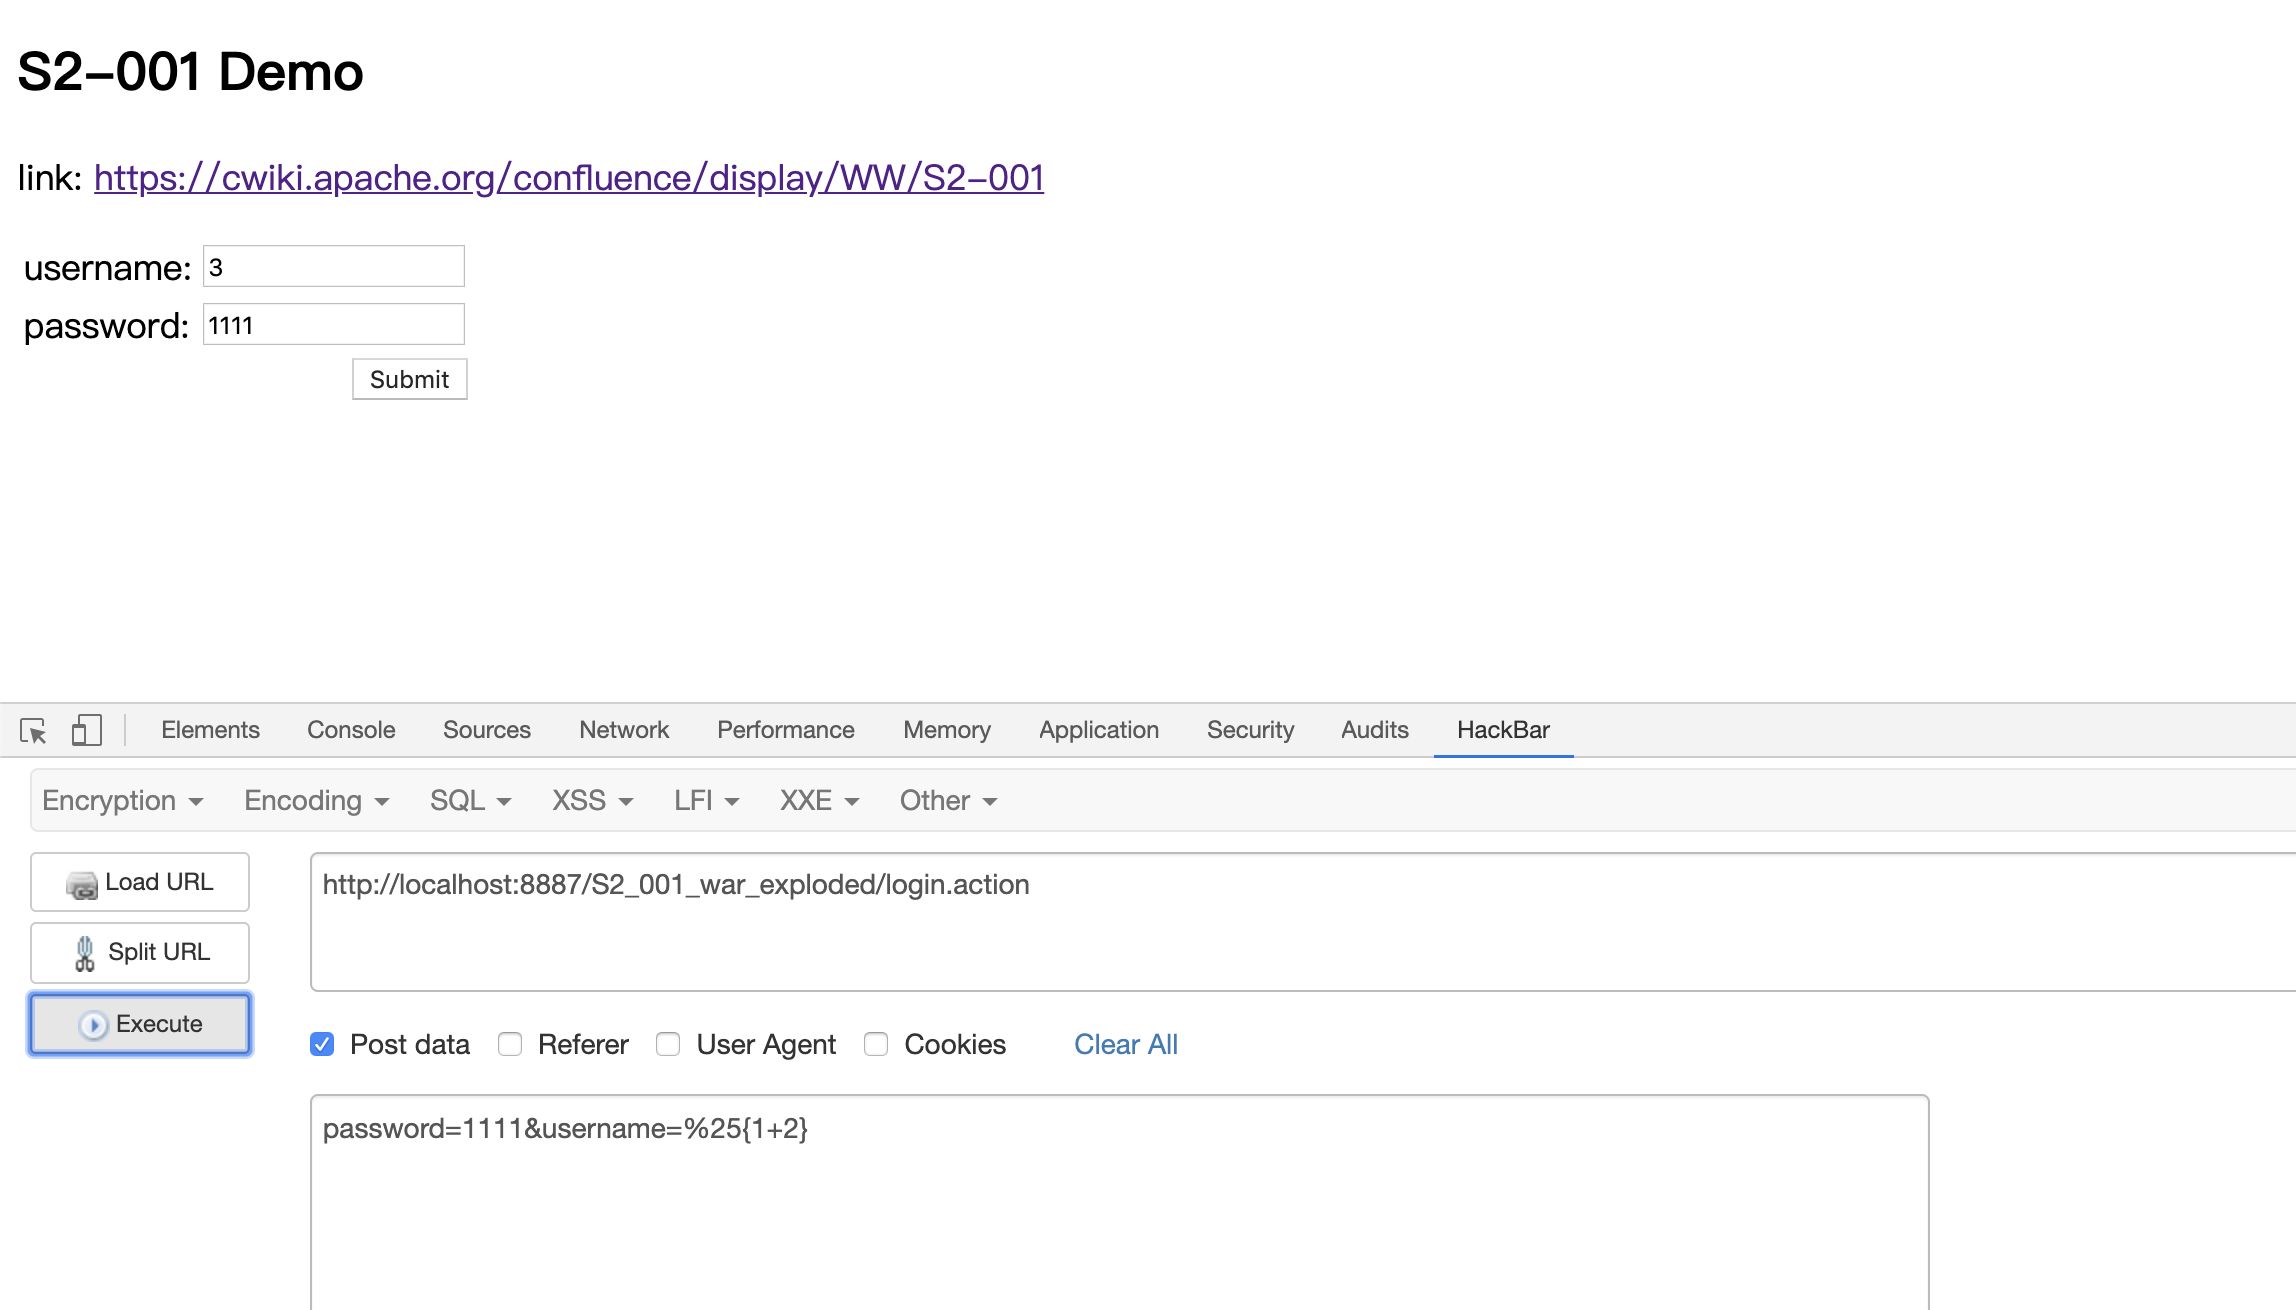 S2-001 Demo
link: https://cwiki.apache.org/confluence/display/WW/S2-001
username: 3
password: 1111
Submit
Elements Console Sources Network Performance Memory Application Security Audits HackBar
Encryption Encoding SQL XSS LFI XXE Other
Load URL
http://localhost:8887/S2_001_war_exploded/login.action
Split URL
Execute
Post data Referer User Agent Cookies Clear All
password=1111&username=%25{1+2}